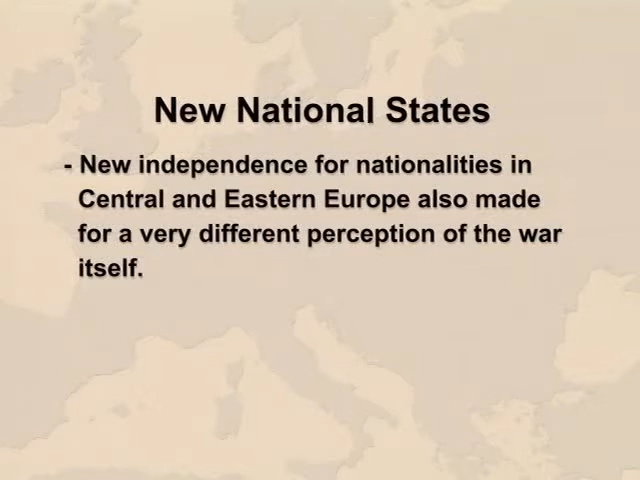 New National States
- New independence for nationalities in
Central and Eastern Europe also made
for a very different perception of the war
itself.